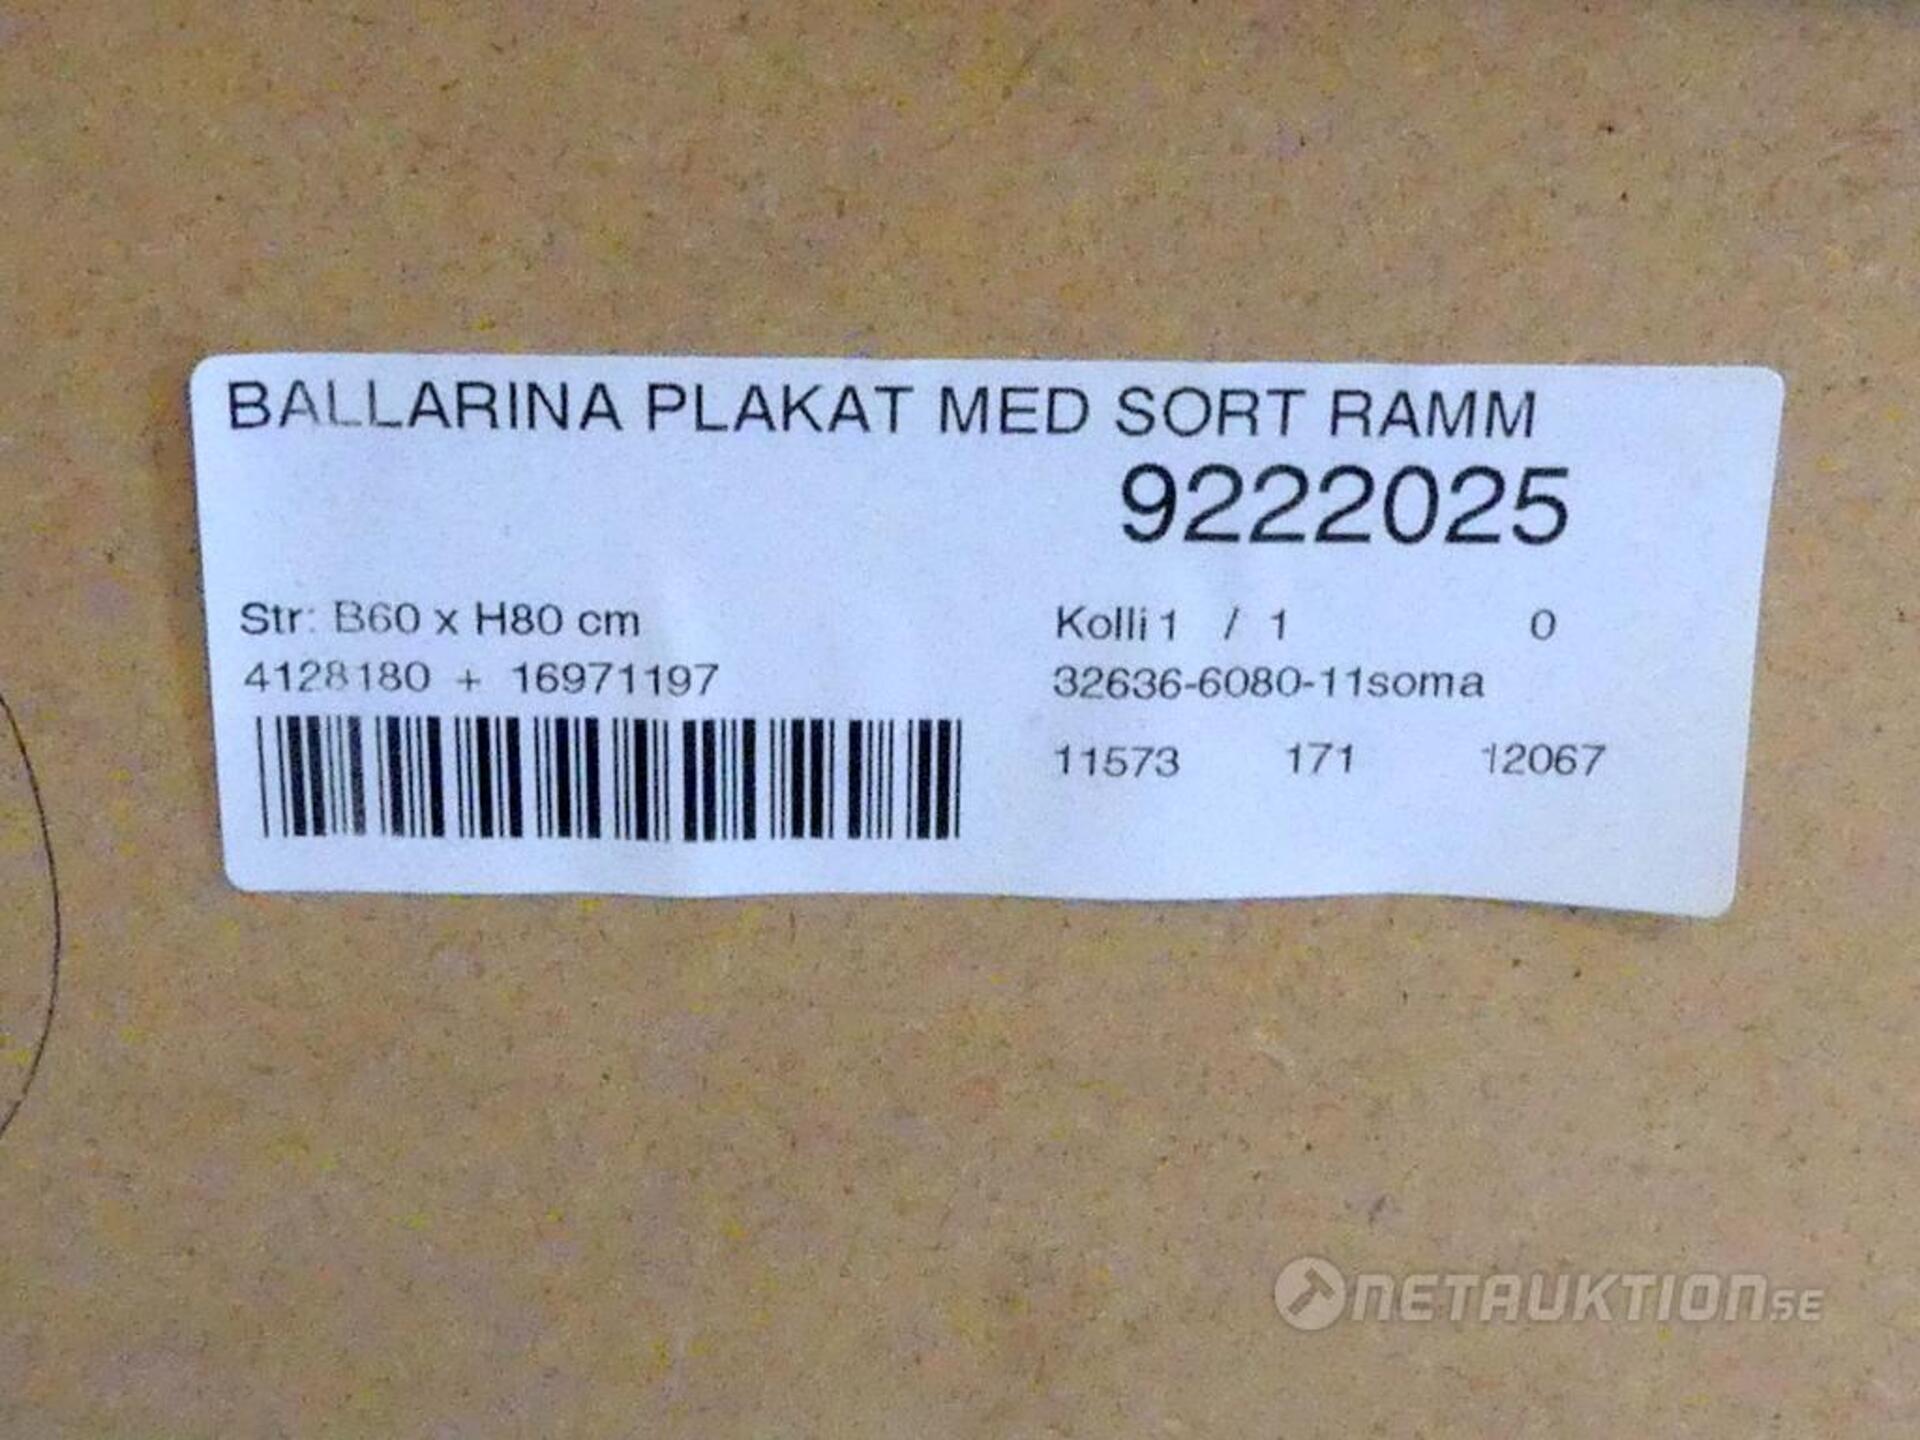 BALLARINA PLAKAT MED SORT RAMM
9222025
Str: B60 x H80 cm
Kolli 1 / 1 0
4128180 + 16971197
32636-6080-11soma
11573 171 12067
NETAUKTION.SE